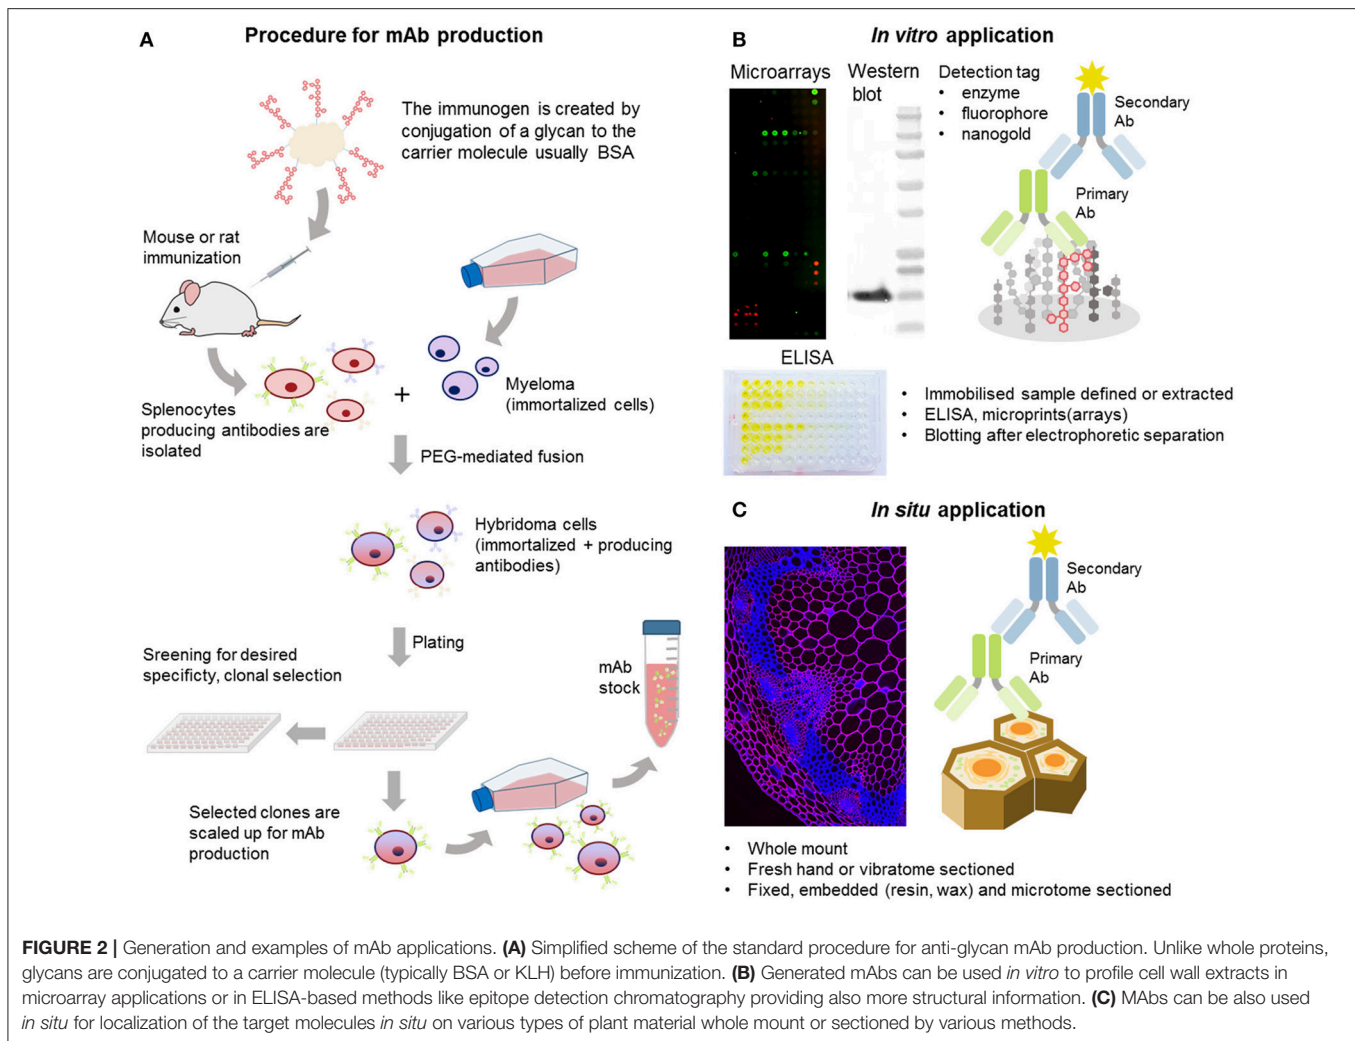 A
Procedure for mAb production
The immunogen is created by
conjugation of a glycan to the
carrier molecule usually BSA
Mouse or rat
immunization
Splenocytes
producing antibodies are
isolated
+
Myeloma
(immortalized cells)
PEG-mediated fusion
Hybridoma cells
(immortalized + producing
antibodies)
Plating
Sreening for desired
specificty, clonal selection
mAb
stock
Selected clones are
scaled up for mAb
production
B
In vitro application
Microarrays
Western
blot
Detection tag
• enzyme
• fluorophore
• nanogold
Secondary
Ab
Primary
Ab
ELISA
• Immobilised sample defined or extracted
• ELISA, microprints(arrays)
• Blotting after electrophoretic separation
C
In situ application
Secondary
Ab
Primary
Ab
• Whole mount
• Fresh hand or vibratome sectioned
• Fixed, embedded (resin, wax) and microtome sectioned
FIGURE 2 | Generation and examples of mAb applications. (A) Simplified scheme of the standard procedure for anti-glycan mAb production. Unlike whole proteins,
glycans are conjugated to a carrier molecule (typically BSA or KLH) before immunization. (B) Generated mAbs can be used in vitro to profile cell wall extracts in
microarray applications or in ELISA-based methods like epitope detection chromatography providing also more structural information. (C) MAbs can be also used
in situ for localization of the target molecules in situ on various types of plant material whole mount or sectioned by various methods.